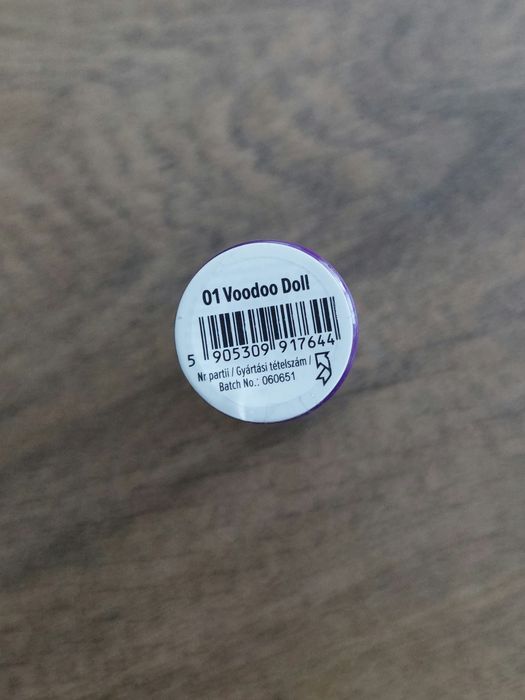 01 Voodoo Doll
5 905309 917644
Nr partii / Gyártási tételszám /
Batch No.: 060651